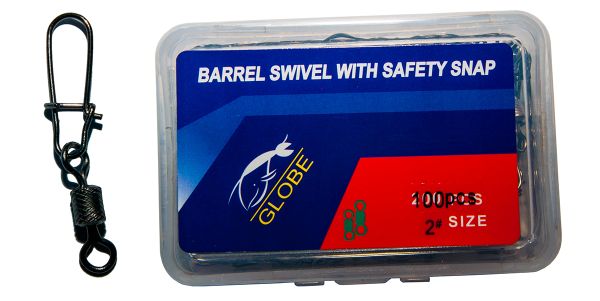 BARREL SWIVEL WITH SAFETY SNAP
GLOBE
100pcs
2# SIZE